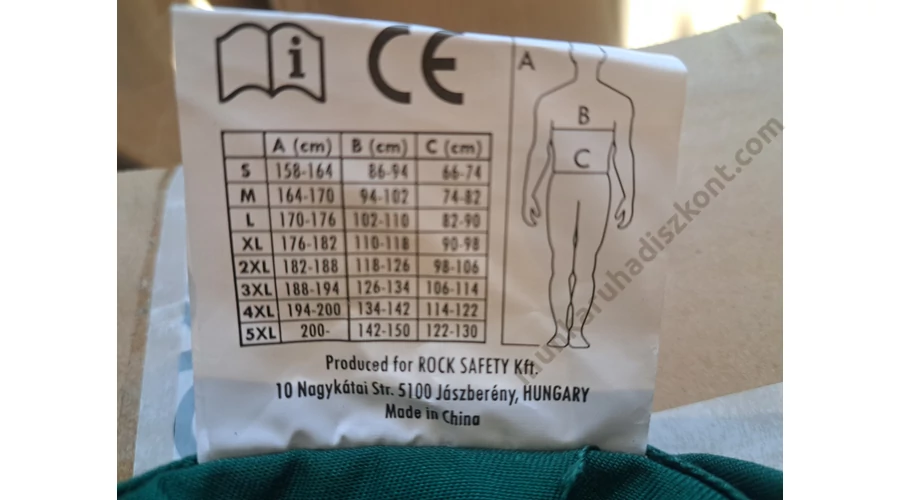 A (cm) B (cm) C (cm)
S 158-164 86-94 66-74
M 164-170 94-102 74-82
L 170-176 102-110 82-90
XL 176-182 110-118 90-98
2XL 182-188 118-126 98-106
3XL 188-194 126-134 106-114
4XL 194-200 134-142 114-122
5XL 200- 142-150 122-130
Produced for ROCK SAFETY Kft.
10 Nagykátai Str. 5100 Jászberény, HUNGARY
Made in China
i
CE
A
B
C
munkaruhadiszkont.com